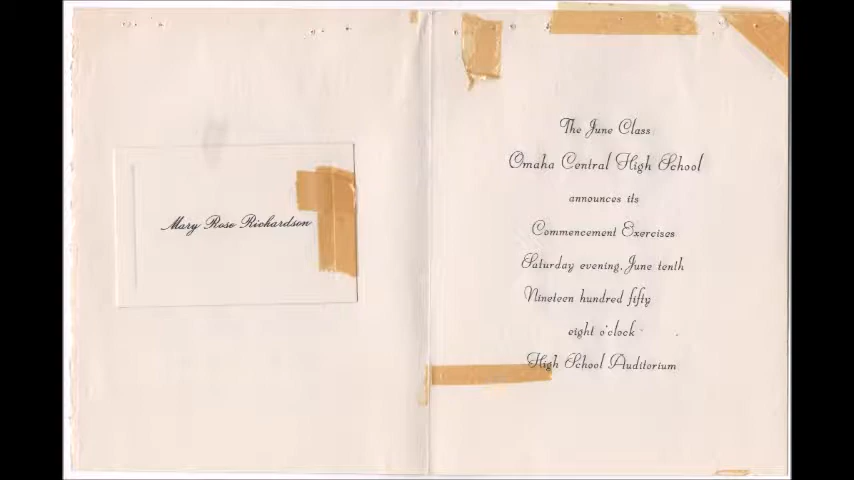 Mary Rose Richardson
The June Class
Omaha Central High School
announces its
Commencement Exercises
Saturday evening, June tenth
Nineteen hundred fifty
eight o'clock
High School Auditorium